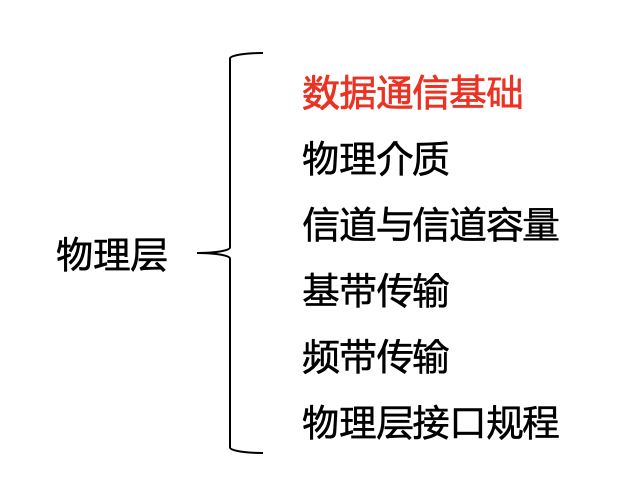 物理层
数据通信基础
物理介质
信道与信道容量
基带传输
频带传输
物理层接口规程